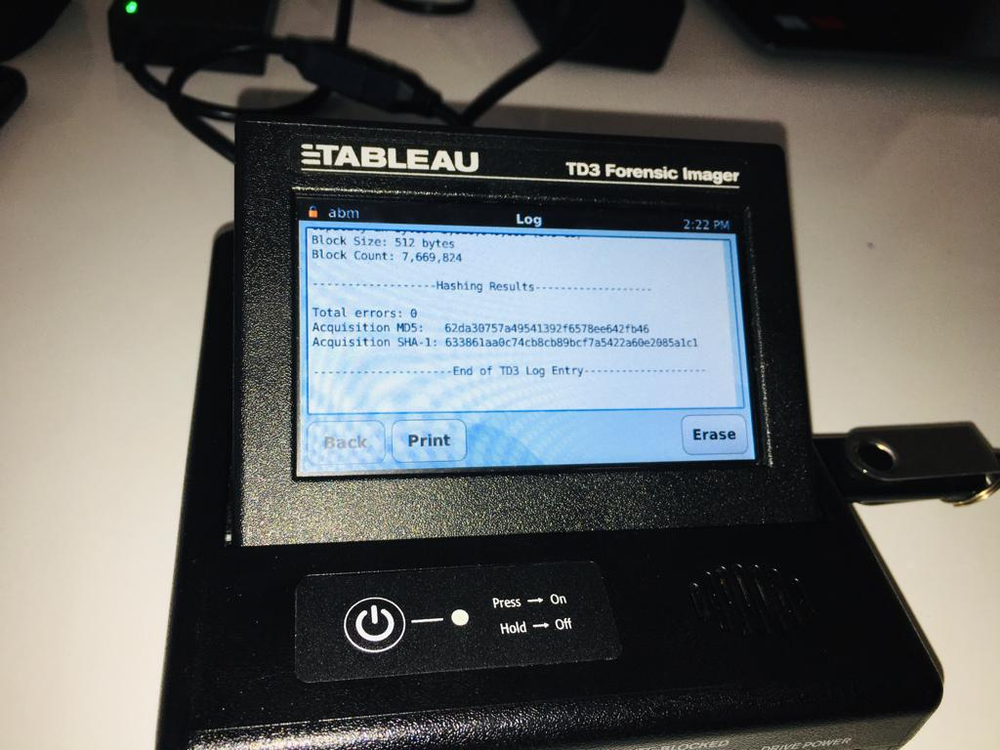 TABLEAU
TD3 Forensic Imager
abm
Log
2:22 PM
Block Size: 512 bytes
Block Count: 7,669,824
------------------Hashing Results-----------------
Total errors: 0
Acquisition MD5: 62da30757a49541392f6578ee642fb46
Acquisition SHA-1: 633861aa0c74cb8cb89bcf7a5422a60e2085a1c1
--------------------End of TD3 Log Entry------------------
Back
Print
Erase
Press → On
Hold → Off
BLOCKED
DRIVE POWER